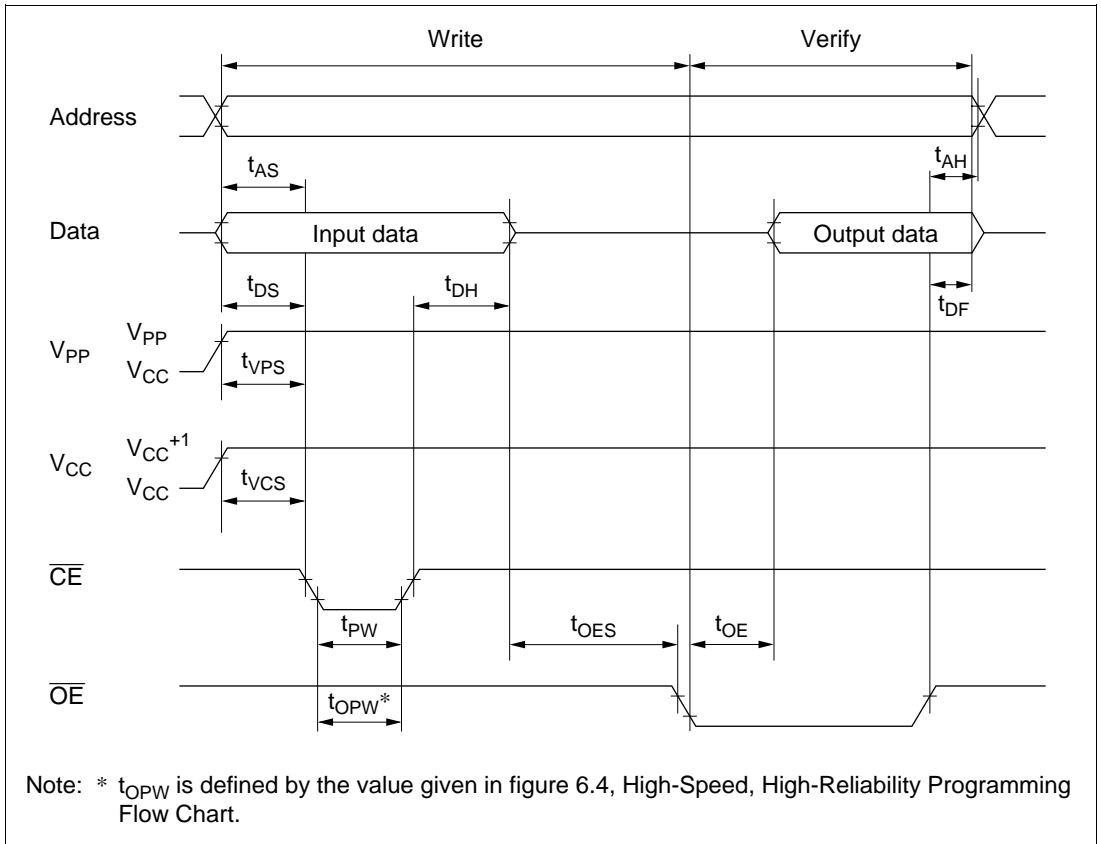 Write Verify
Address
tAS
tAH
Data Input data Output data
tDS tDH
tDF
VPP VPP
VCC
tVPS
VCC VCC+1
VCC
tVCS
CE
tPW
tOES tOE
OE
tOPW*
Note: * tOPW is defined by the value given in figure 6.4, High-Speed, High-Reliability Programming
Flow Chart.